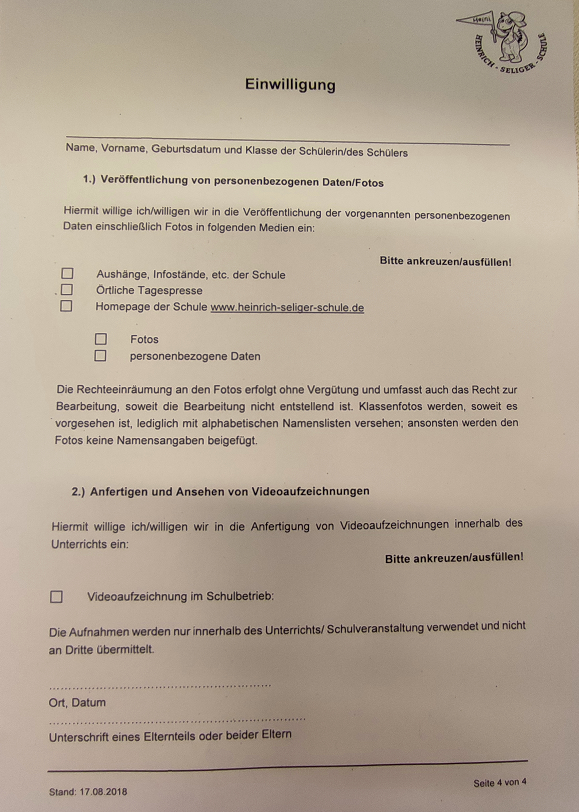 Heinz
HEINRICH - SELIGER - SCHULE
Einwilligung
Name, Vorname, Geburtsdatum und Klasse der Schülerin/des Schülers
1.) Veröffentlichung von personenbezogenen Daten/Fotos
Hiermit willige ich/willigen wir in die Veröffentlichung der vorgenannten personenbezogenen
Daten einschließlich Fotos in folgenden Medien ein:
Bitte ankreuzen/ausfüllen!
Aushänge, Infostände, etc. der Schule
Örtliche Tagespresse
Homepage der Schule www.heinrich-seliger-schule.de
Fotos
personenbezogene Daten
Die Rechteeinräumung an den Fotos erfolgt ohne Vergütung und umfasst auch das Recht zur
Bearbeitung, soweit die Bearbeitung nicht entstellend ist. Klassenfotos werden, soweit es
vorgesehen ist, lediglich mit alphabetischen Namenslisten versehen; ansonsten werden den
Fotos keine Namensangaben beigefügt.
2.) Anfertigen und Ansehen von Videoaufzeichnungen
Hiermit willige ich/willigen wir in die Anfertigung von Videoaufzeichnungen innerhalb des
Unterrichts ein:
Bitte ankreuzen/ausfüllen!
Videoaufzeichnung im Schulbetrieb:
Die Aufnahmen werden nur innerhalb des Unterrichts/ Schulveranstaltung verwendet und nicht
an Dritte übermittelt.
Ort, Datum
Unterschrift eines Elternteils oder beider Eltern
Stand: 17.08.2018
Seite 4 von 4